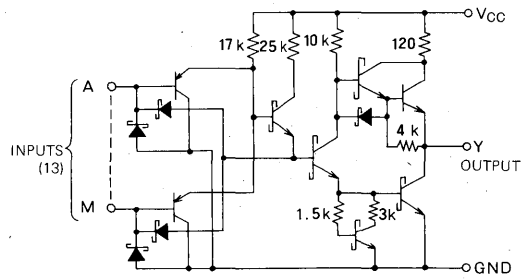 VCC
17 k
25 k
10 k
120
A
INPUTS
(13)
4 k
Y
OUTPUT
M
1.5 k
3k
GND